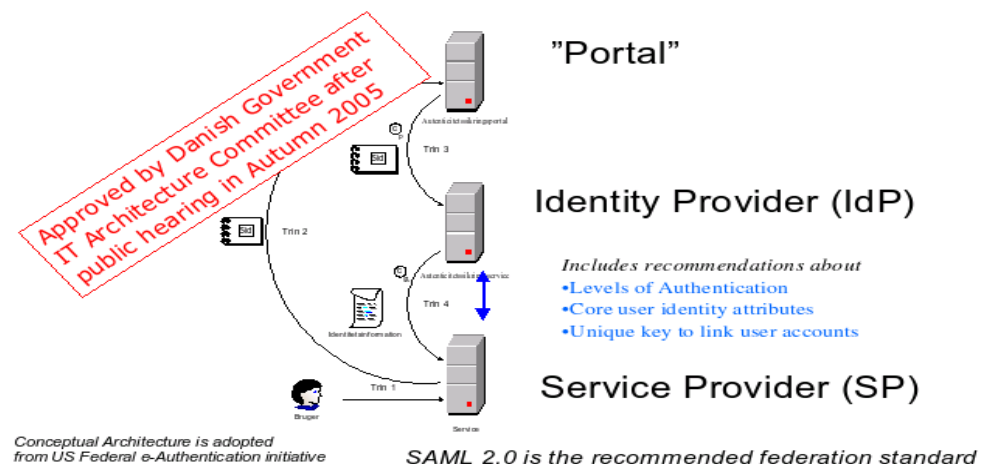 Approved by Danish Government
IT Architecture Committee after
public hearing in Autumn 2005
"Portal"
Autenticitetssikringsportal
Trin 3
Sid
Identity Provider (IdP)
Sid
Trin 2
Includes recommendations about
•Levels of Authentication
•Core user identity attributes
•Unique key to link user accounts
Trin 4
Identitetsinformation
Service Provider (SP)
Trin 1
Bruger
Service
Conceptual Architecture is adopted
from US Federal e-Authentication initiative
SAML 2.0 is the recommended federation standard